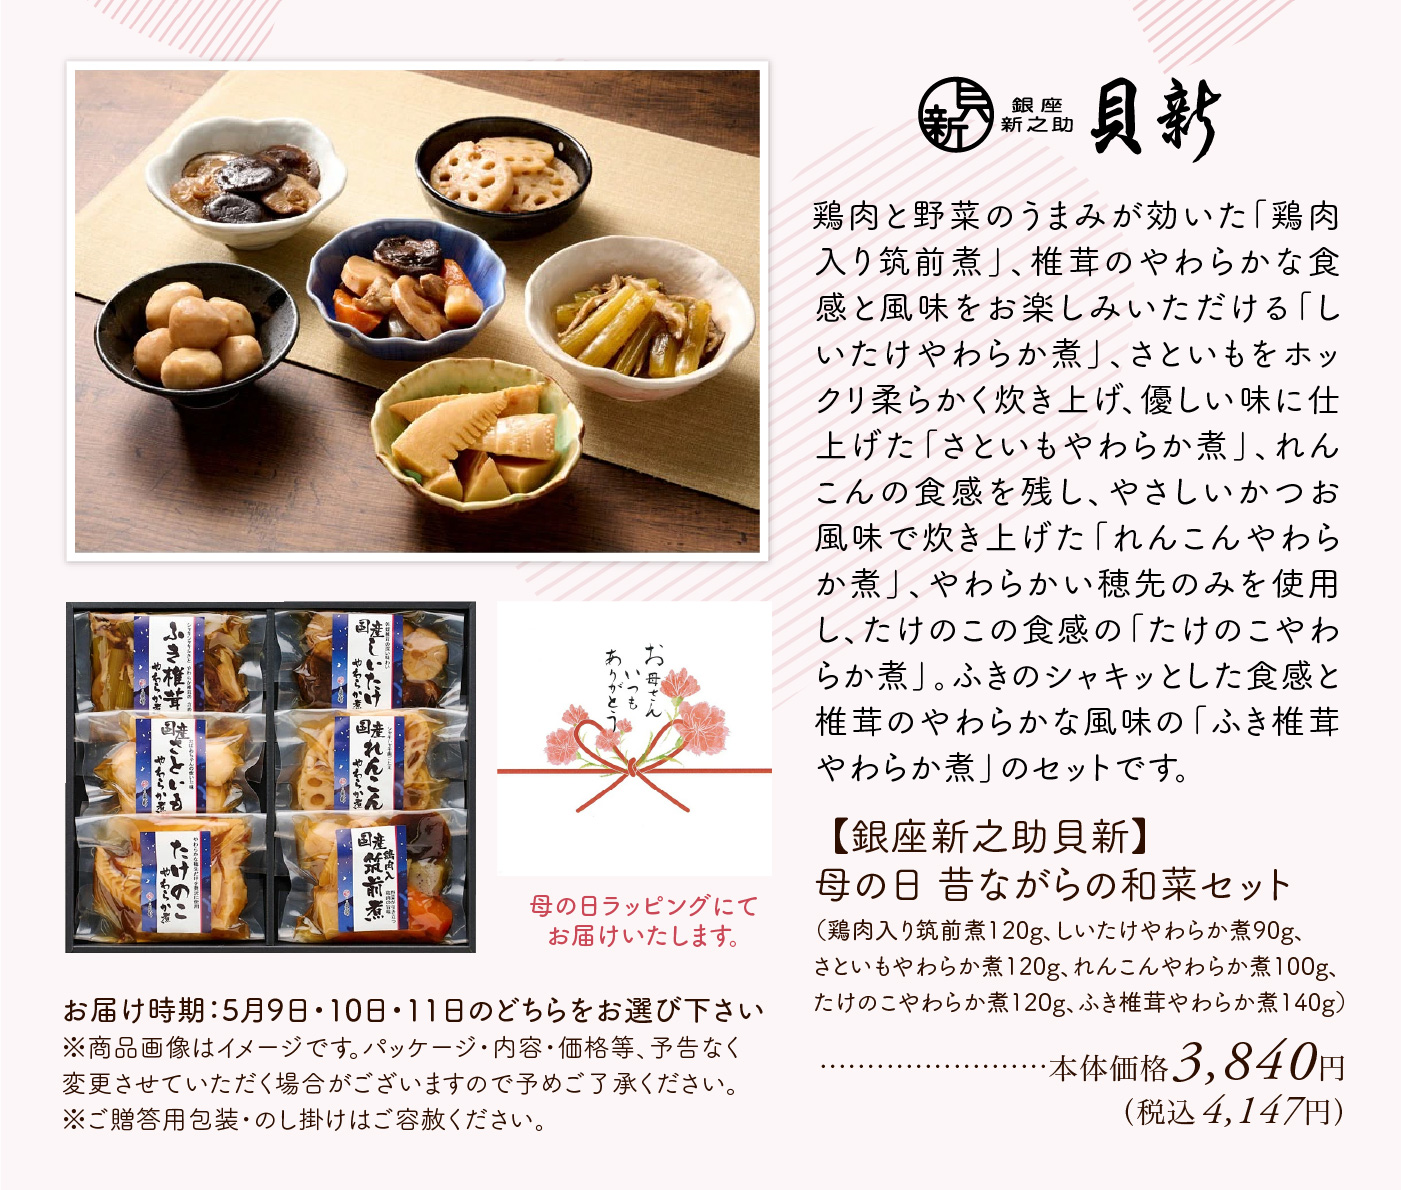 貝新
銀座
新之助
貝新
鶏肉と野菜のうまみが効いた「鶏肉
入り筑前煮」、椎茸のやわらかな食
感と風味をお楽しみいただける「し
いたけやわらか煮」、さといもをホッ
クリ柔らかく炊き上げ、優しい味に仕
上げた「さといもやわらか煮」、れん
こんの食感を残し、やさしいかつお
風味で炊き上げた「れんこんやわら
か煮」、やわらかい穂先のみを使用
し、たけのこの食感の「たけのこやわ
らか煮」。ふきのシャキッとした食感と
椎茸のやわらかな風味の「ふき椎茸
やわらか煮」のセットです。
【銀座新之助貝新】
母の日 昔ながらの和菜セット
(鶏肉入り筑前煮120g、しいたけやわらか煮90g、
さといもやわらか煮120g、れんこんやわらか煮100g、
たけのこやわらか煮120g、ふき椎茸やわらか煮140g)
……………………本体価格3,840円
(税込4,147円)
ふき椎茸
やわらか煮
国産しいたけ
やわらか煮
国産さといも
やわらか煮
国産れんこん
やわらか煮
たけのこ
やわらか煮
国産鶏肉入
筑前煮
お母さん
いつも
ありがとう
母の日ラッピングにて
お届けいたします。
お届け時期:5月9日・10日・11日のどちらをお選び下さい
※商品画像はイメージです。パッケージ・内容・価格等、予告なく
変更させていただく場合がございますので予めご了承ください。
※ご贈答用包装・のし掛けはご容赦ください。